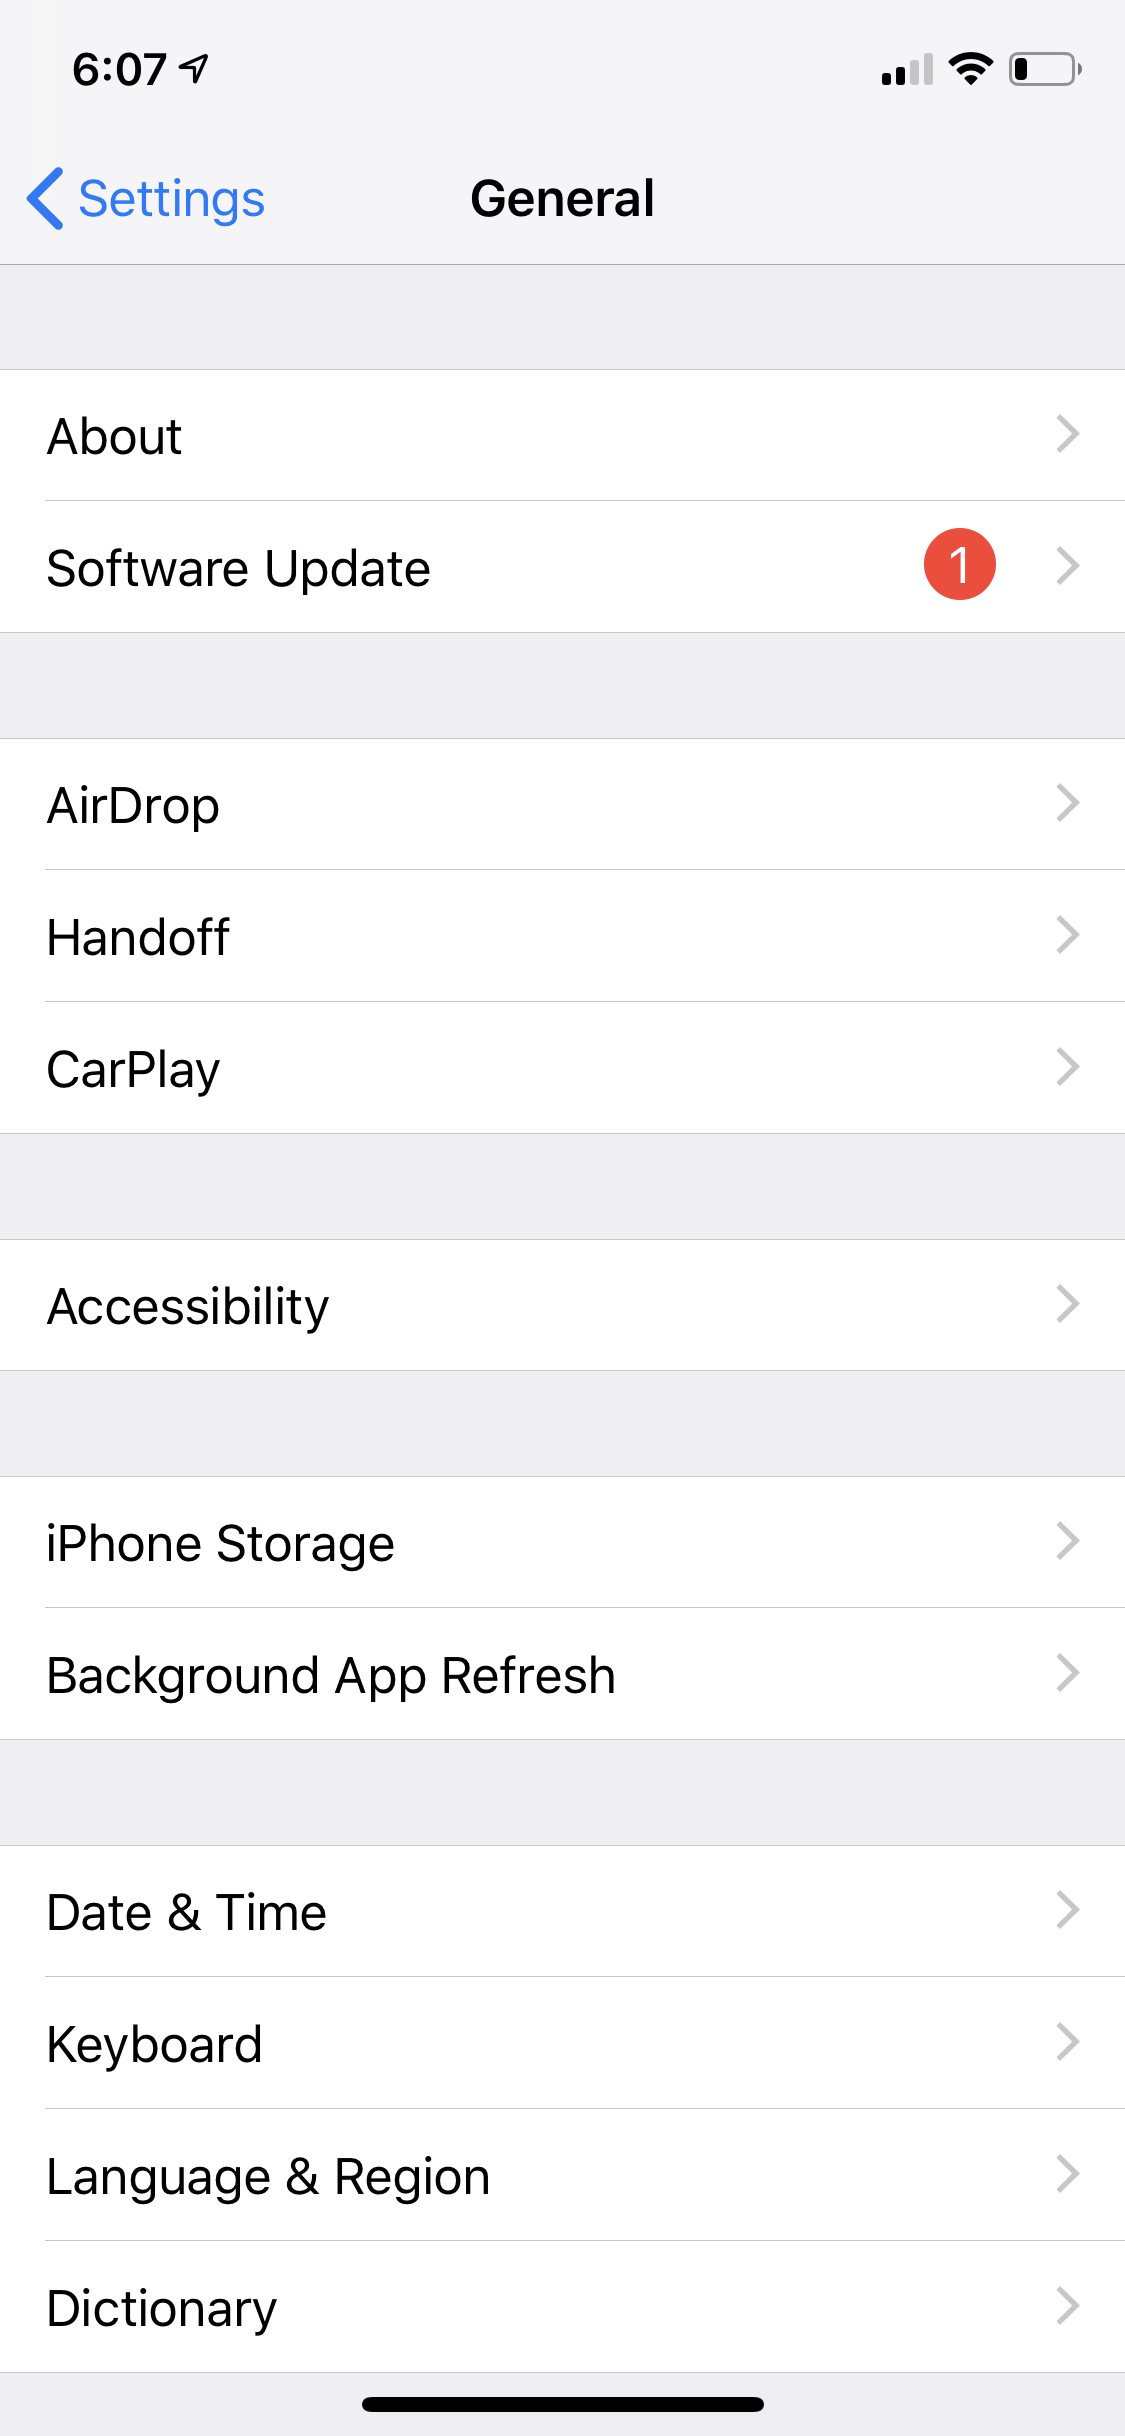 6:07
Settings
General
About
Software Update
1
AirDrop
Handoff
CarPlay
Accessibility
iPhone Storage
Background App Refresh
Date & Time
Keyboard
Language & Region
Dictionary